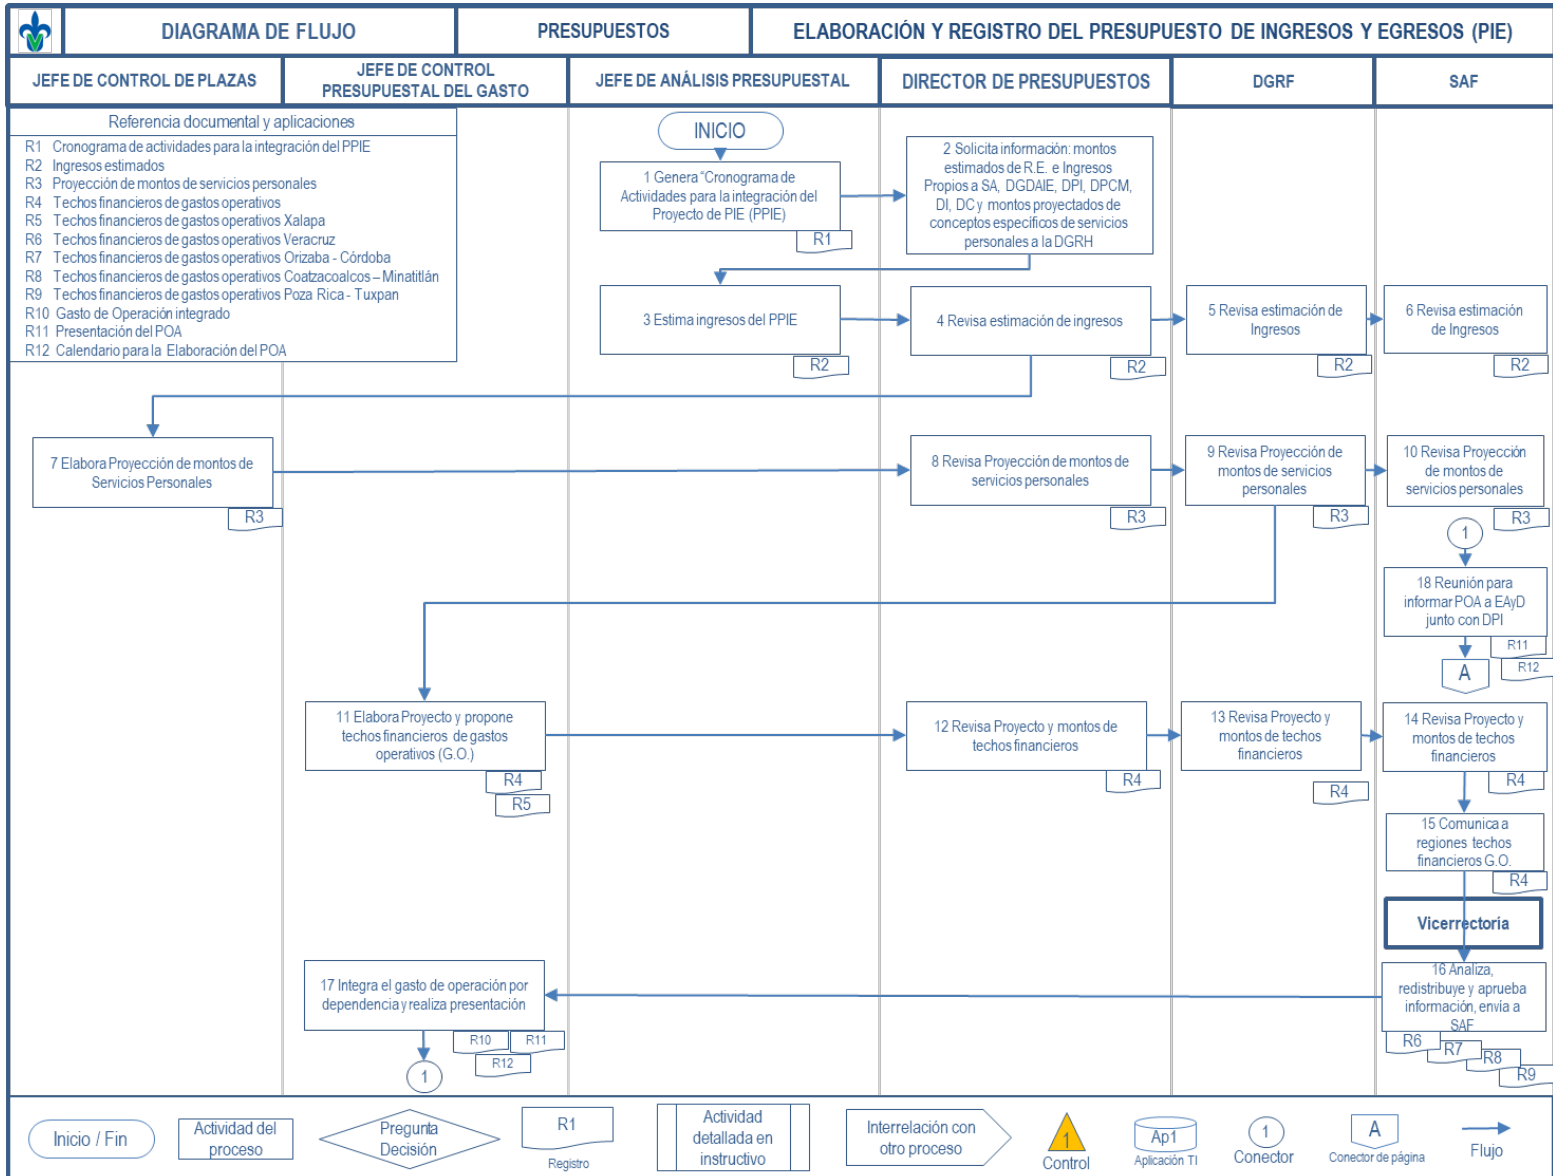 DIAGRAMA DE FLUJO
PRESUPUESTOS
ELABORACIÓN Y REGISTRO DEL PRESUPUESTO DE INGRESOS Y EGRESOS (PIE)
JEFE DE CONTROL DE PLAZAS
JEFE DE CONTROL
PRESUPUESTAL DEL GASTO
JEFE DE ANÁLISIS PRESUPUESTAL
DIRECTOR DE PRESUPUESTOS
DGRF
SAF
Referencia documental y aplicaciones
R1 Cronograma de actividades para la integración del PPIE
R2 Ingresos estimados
R3 Proyección de montos de servicios personales
R4 Techos financieros de gastos operativos
R5 Techos financieros de gastos operativos Xalapa
R6 Techos financieros de gastos operativos Veracruz
R7 Techos financieros de gastos operativos Orizaba - Córdoba
R8 Techos financieros de gastos operativos Coatzacoalcos – Minatitlán
R9 Techos financieros de gastos operativos Poza Rica - Tuxpan
R10 Gasto de Operación integrado
R11 Presentación del POA
R12 Calendario para la Elaboración del POA
INICIO
1 Genera “Cronograma de
Actividades para la integración del
Proyecto de PIE (PPIE)
R1
2 Solicita información: montos
estimados de R.E. e Ingresos
Propios a SA, DGDAIE, DPI, DPCM,
DI, DC y montos proyectados de
conceptos específicos de servicios
personales a la DGRH
3 Estima ingresos del PPIE
R2
4 Revisa estimación de ingresos
R2
5 Revisa estimación de
Ingresos
R2
6 Revisa estimación
de Ingresos
R2
7 Elabora Proyección de montos de
Servicios Personales
R3
8 Revisa Proyección de montos de
servicios personales
R3
9 Revisa Proyección de
montos de servicios
personales
R3
10 Revisa Proyección
de montos de
servicios personales
R3
1
18 Reunión para
informar POA a EAyD
junto con DPI
R11
R12
A
11 Elabora Proyecto y propone
techos financieros de gastos
operativos (G.O.)
R4
R5
12 Revisa Proyecto y montos de
techos financieros
R4
13 Revisa Proyecto y
montos de techos
financieros
R4
14 Revisa Proyecto y
montos de techos
financieros
R4
15 Comunica a
regiones techos
financieros G.O.
R4
Vicerrectoría
16 Analiza,
redistribuye y aprueba
información, envía a
SAF
R6
R7
R8
R9
17 Integra el gasto de operación por
dependencia y realiza presentación
R10
R11
R12
1
Inicio / Fin
Actividad del
proceso
Pregunta
Decisión
R1
Registro
Actividad
detallada en
instructivo
Interrelación con
otro proceso
1
Control
Ap1
Aplicación TI
1
Conector
A
Conector de página
Flujo